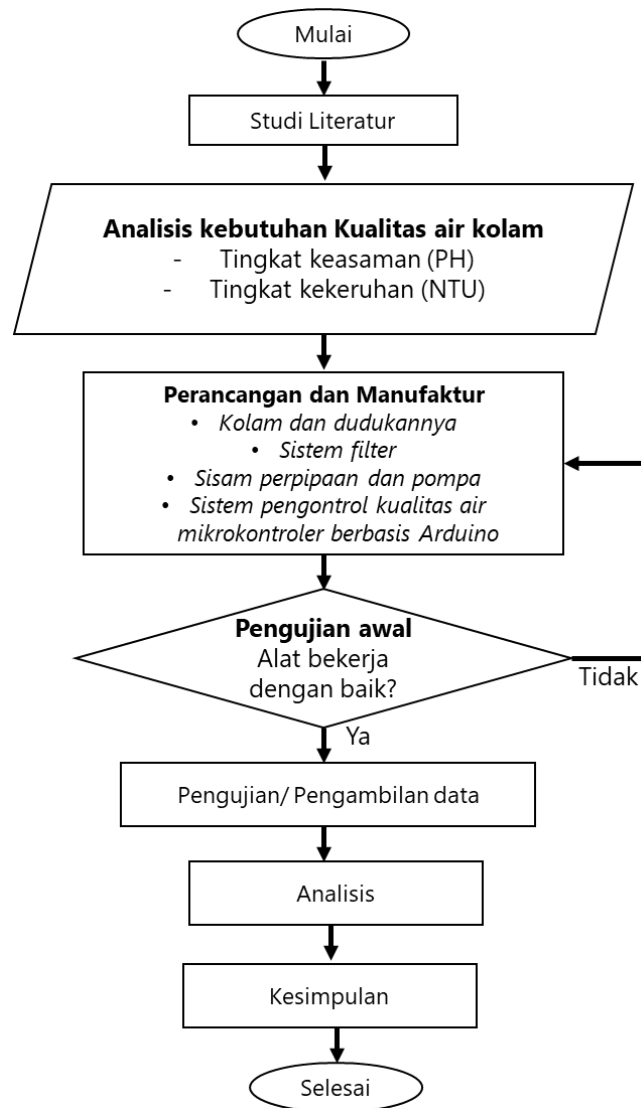 Mulai
Studi Literatur
Analisis kebutuhan Kualitas air kolam
- Tingkat keasaman (PH)
- Tingkat kekeruhan (NTU)
Perancangan dan Manufaktur
• Kolam dan dudukannya
• Sistem filter
• Sisam perpipaan dan pompa
• Sistem pengontrol kualitas air
mikrokontroler berbasis Arduino
Pengujian awal
Alat bekerja
dengan baik?
Tidak
Ya
Pengujian/ Pengambilan data
Analisis
Kesimpulan
Selesai